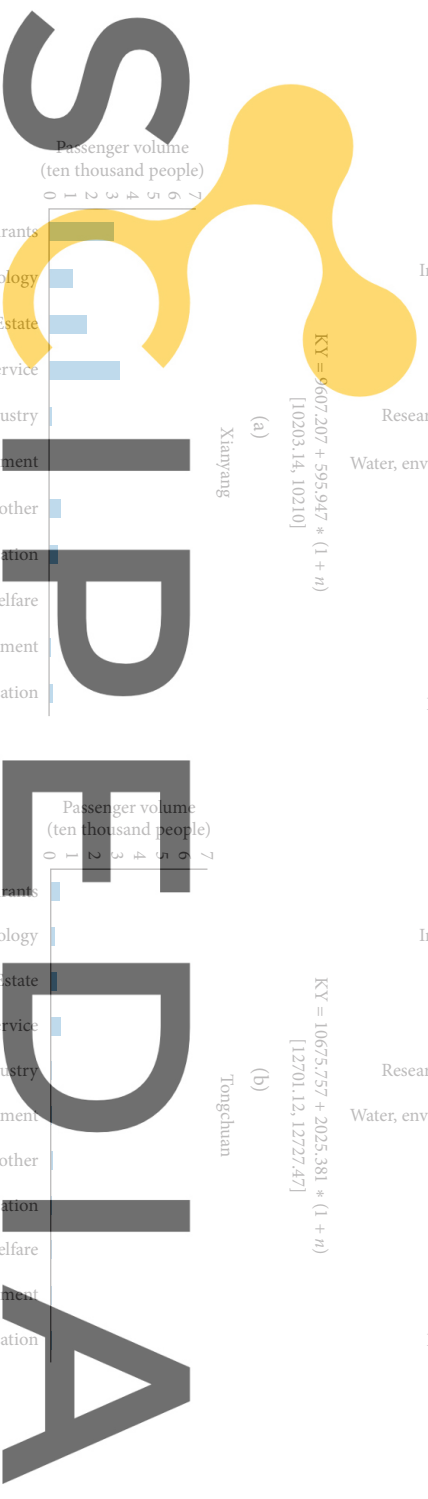 Passenger volume
(ten thousand people)
0 1 2 3 4 5 6 7
rants
ology
Estate
ervice
ustry
ment
other
ation
elfare
ment
ation
Xianyang
(a)
KY = 9607.207 + 595.947 * (1 + n)
[10203.14, 10210]
In
Resear
Water, env
Passenger volume
(ten thousand people)
0 1 2 3 4 5 6 7
rants
ology
Estate
ervice
ustry
ment
other
ation
elfare
ment
ation
Tongchuan
(b)
KY = 10675.757 + 2025.381 * (1 + n)
[12701.12, 12727.47]
In
Resear
Water, env
SCIPEDIA